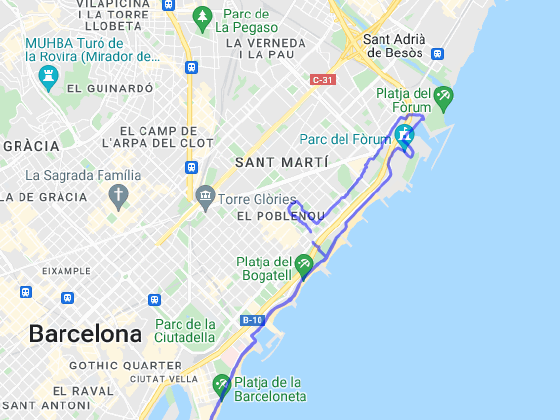 VILAPICINA
I LA TORRE
LLOBETA
Parc de
La Pegaso
Sant Adrià
de Besòs
MUHBA Turó de
la Rovira (Mirador de...
LA VERNEDA
I LA PAU
C-31
EL GUINARDÓ
Platja del
Fòrum
GRÀCIA
EL CAMP DE
L'ARPA DEL CLOT
Parc del Fòrum
SANT MARTÍ
La Sagrada Família
LA DE GRÀCIA
Torre Glòries
EL POBLENOU
EIXAMPLE
Platja del
Bogatell
Barcelona
Parc de la
Ciutadella
B-10
GOTHIC QUARTER
CIUTAT VELLA
EL RAVAL
SANT ANTONI
Platja de la
Barceloneta